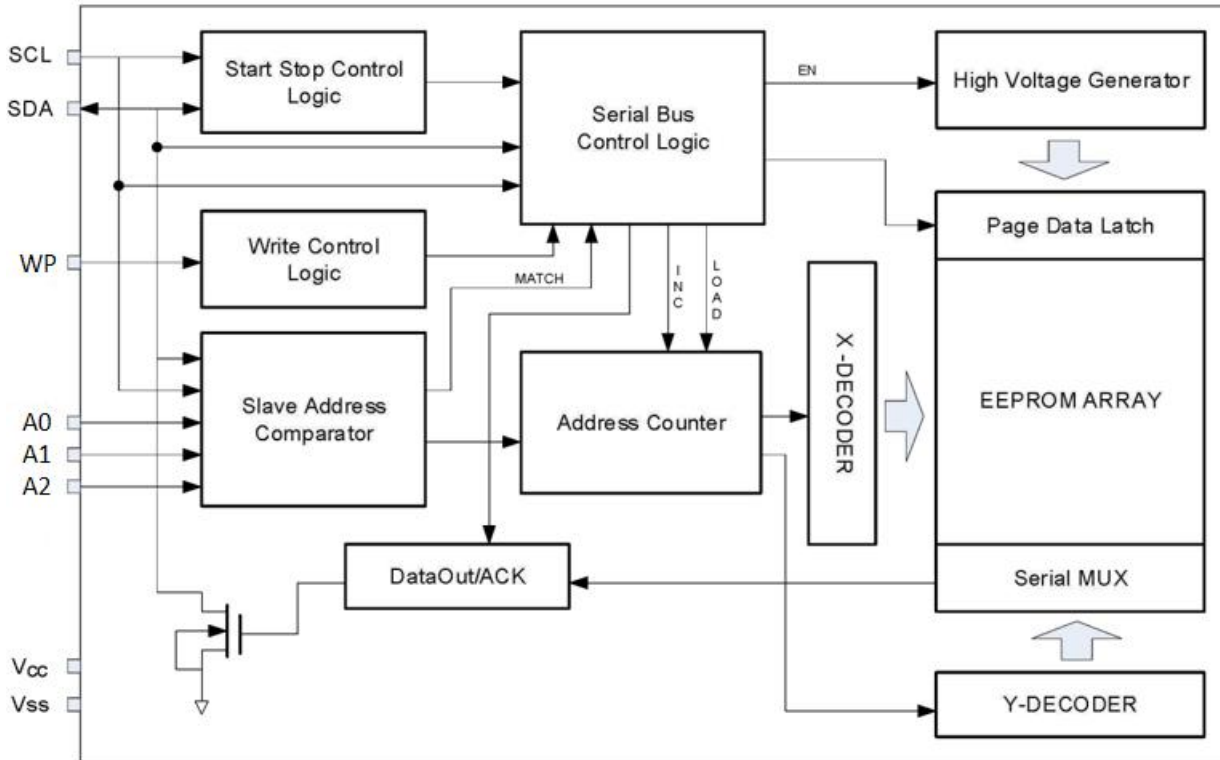 SCL
SDA
WP
A0
A1
A2
Vcc
Vss
Start Stop Control
Logic
Write Control
Logic
Slave Address
Comparator
Serial Bus
Control Logic
EN
MATCH
INC
LOAD
Address Counter
DataOut/ACK
X-DECODER
High Voltage Generator
Page Data Latch
EEPROM ARRAY
Serial MUX
Y-DECODER